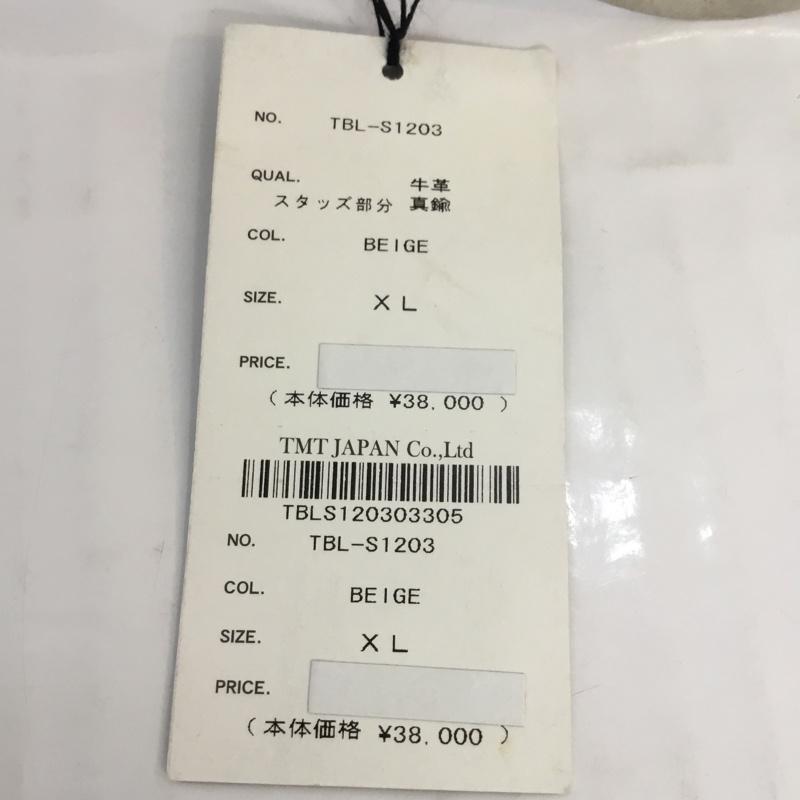 NO. TBL-S1203
QUAL. 牛革
スタッズ部分 真鍮
COL. BEIGE
SIZE. XL
PRICE.
(本体価格 ¥38,000 )
TMT JAPAN Co.,Ltd
TBLS120303305
NO. TBL-S1203
COL. BEIGE
SIZE. XL
PRICE.
(本体価格 ¥38,000 )